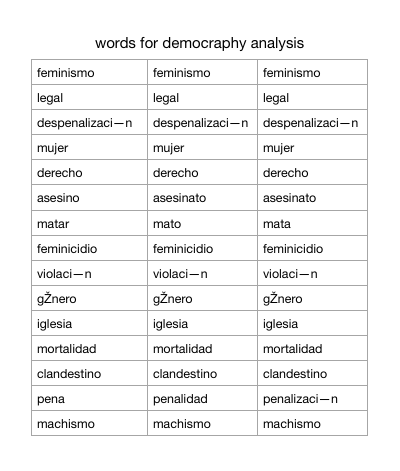 words for demography analysis
feminismo feminismo feminismo
legal legal legal
despenalizaci—n despenalizaci—n despenalizaci—n
mujer mujer mujer
derecho derecho derecho
asesino asesinato asesinato
matar mato mata
feminicidio feminicidio feminicidio
violaci—n violaci—n violaci—n
gŽnero gŽnero gŽnero
iglesia iglesia iglesia
mortalidad mortalidad mortalidad
clandestino clandestino clandestino
pena penalidad penalizaci—n
machismo machismo machismo